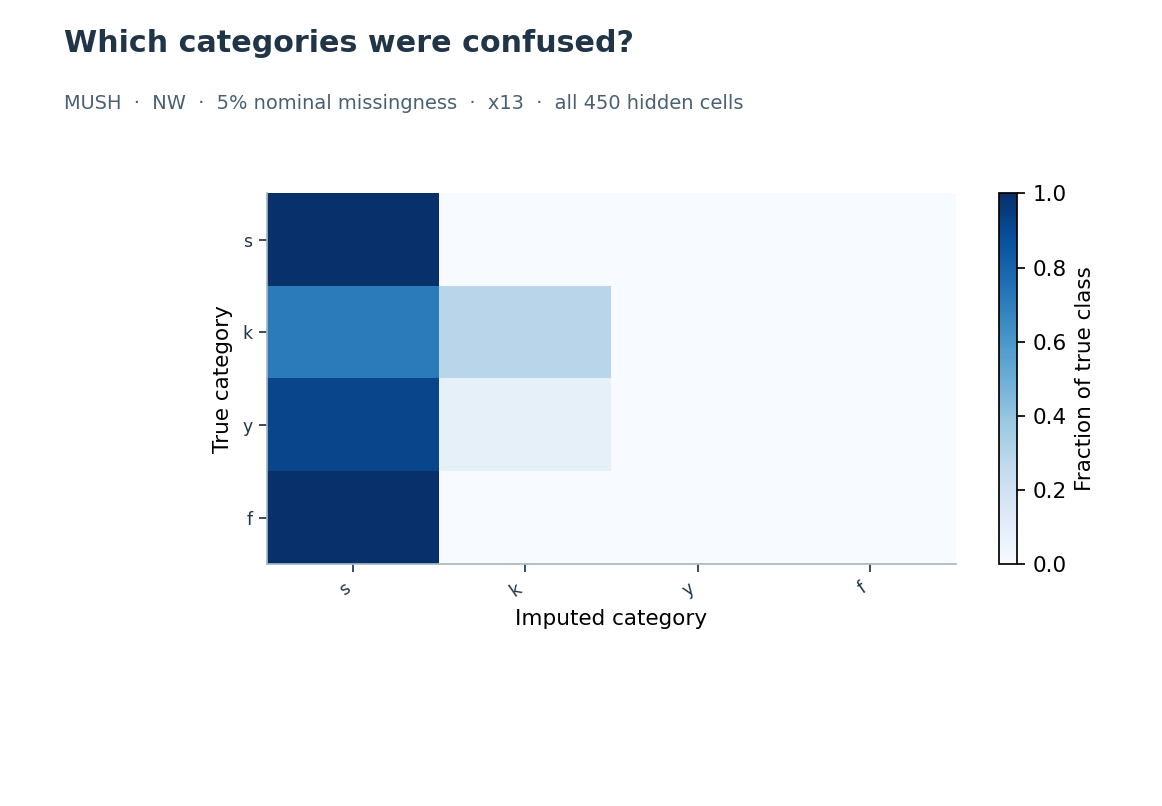 Which categories were confused?
MUSH · NW · 5% nominal missingness · x13 · all 450 hidden cells
True category
s
k
y
f
s k y f
Imputed category
1.0
0.8
0.6
0.4
0.2
0.0
Fraction of true class